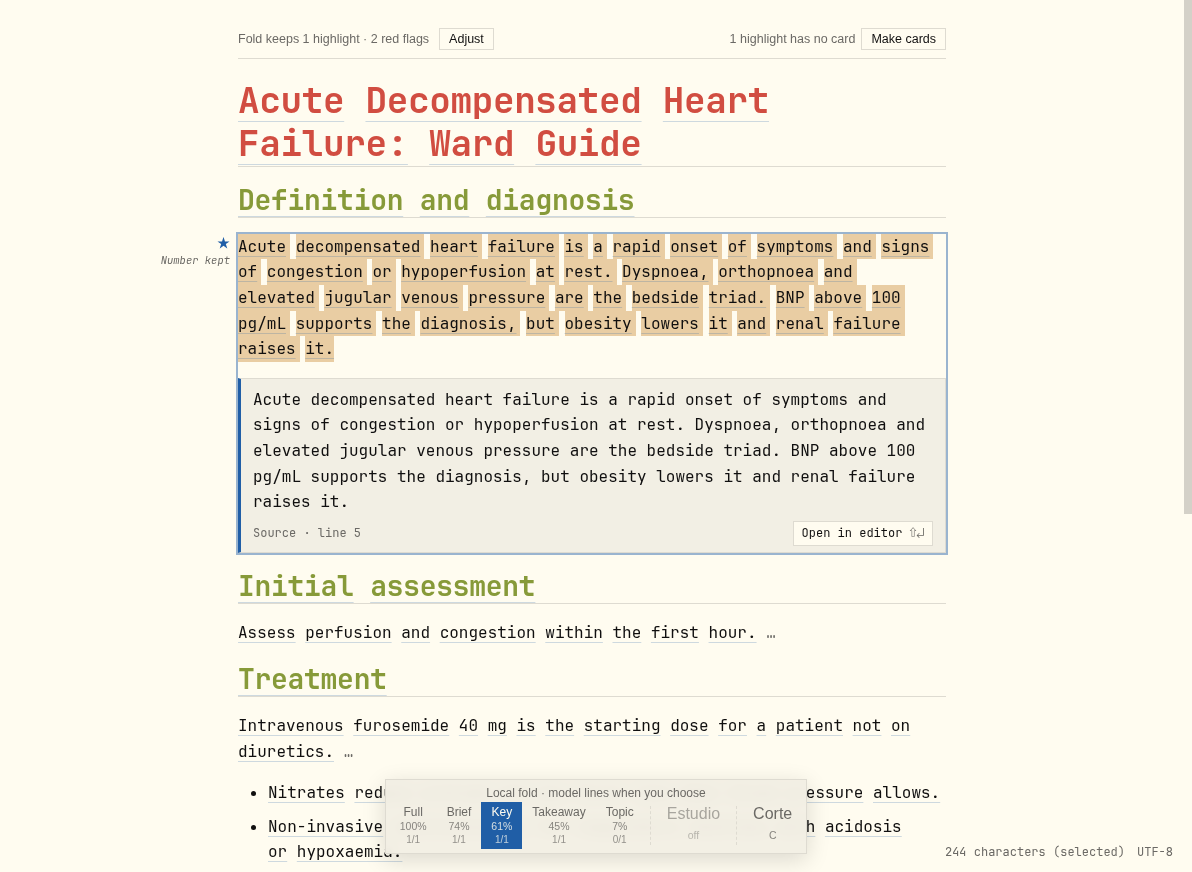 Fold keeps 1 highlight · 2 red flags Adjust 1 highlight has no card Make cards
Acute Decompensated Heart
Failure: Ward Guide
Definition and diagnosis
★
Number kept
Acute decompensated heart failure is a rapid onset of symptoms and signs
of congestion or hypoperfusion at rest. Dyspnoea, orthopnoea and
elevated jugular venous pressure are the bedside triad. BNP above 100
pg/mL supports the diagnosis, but obesity lowers it and renal failure
raises it.
Acute decompensated heart failure is a rapid onset of symptoms and
signs of congestion or hypoperfusion at rest. Dyspnoea, orthopnoea and
elevated jugular venous pressure are the bedside triad. BNP above 100
pg/mL supports the diagnosis, but obesity lowers it and renal failure
raises it.
Source · line 5 Open in editor ⇧↵
Initial assessment
Assess perfusion and congestion within the first hour. …
Treatment
Intravenous furosemide 40 mg is the starting dose for a patient not on
diuretics. …
Nitrates allows.
Non-invasive acidosis
or hypoxaemia.
Local fold · model lines when you choose
Full Brief Key Takeaway Topic Estudio Corte
100% 74% 61% 45% 7% off C
1/1 1/1 1/1 1/1 0/1
244 characters (selected) UTF-8